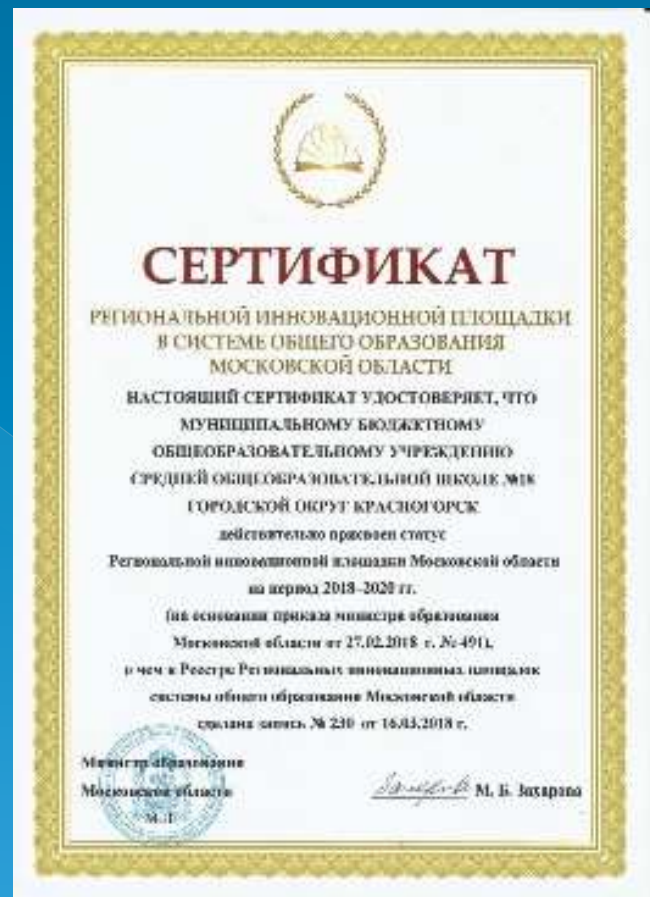 СЕРТИФИКАТ
РЕГИОНАЛЬНОЙ ИННОВАЦИОННОЙ ПЛОЩАДКИ
В СИСТЕМЕ ОБЩЕГО ОБРАЗОВАНИЯ
МОСКОВСКОЙ ОБЛАСТИ
НАСТОЯЩИЙ СЕРТИФИКАТ УДОСТОВЕРЯЕТ, ЧТО
МУНИЦИПАЛЬНОМУ БЮДЖЕТНОМУ
ОБЩЕОБРАЗОВАТЕЛЬНОМУ УЧРЕЖДЕНИЮ
СРЕДНЕЙ ОБЩЕОБРАЗОВАТЕЛЬНОЙ ШКОЛЕ №18
ГОРОДСКОЙ ОКРУГ КРАСНОГОРСК
действительно присвоен статус
Региональной инновационной площадки Московской области
на период 2018-2020 гг.
(на основании приказа министра образования
Московской области от 27.02.2018 г. № 491),
о чем в Реестре Региональных инновационных площадок
системы общего образования Московской области
сделана запись № 230 от 16.03.2018 г.
Министр образования
Московской области
М. Б. Захарова